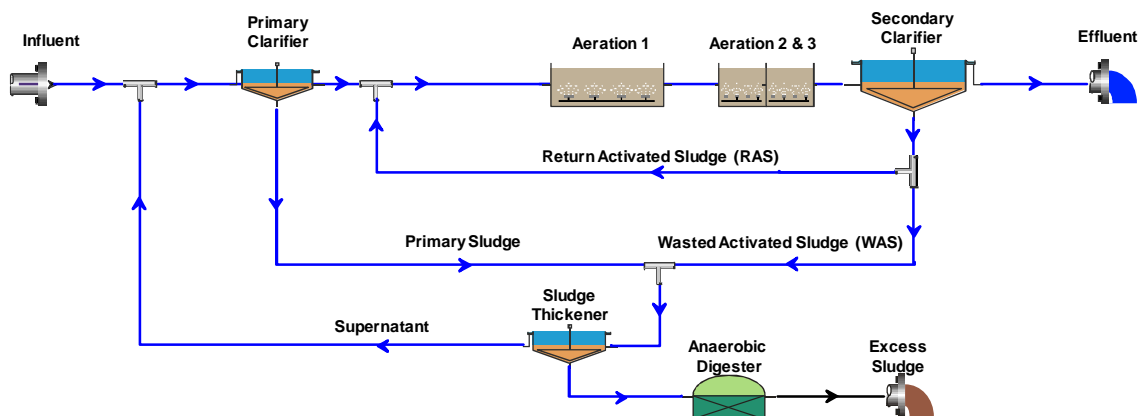 Influent
Primary
Clarifier
Aeration 1
Aeration 2 & 3
Secondary
Clarifier
Effluent
Return Activated Sludge (RAS)
Primary Sludge
Wasted Activated Sludge (WAS)
Sludge
Thickener
Supernatant
Anaerobic
Digester
Excess
Sludge